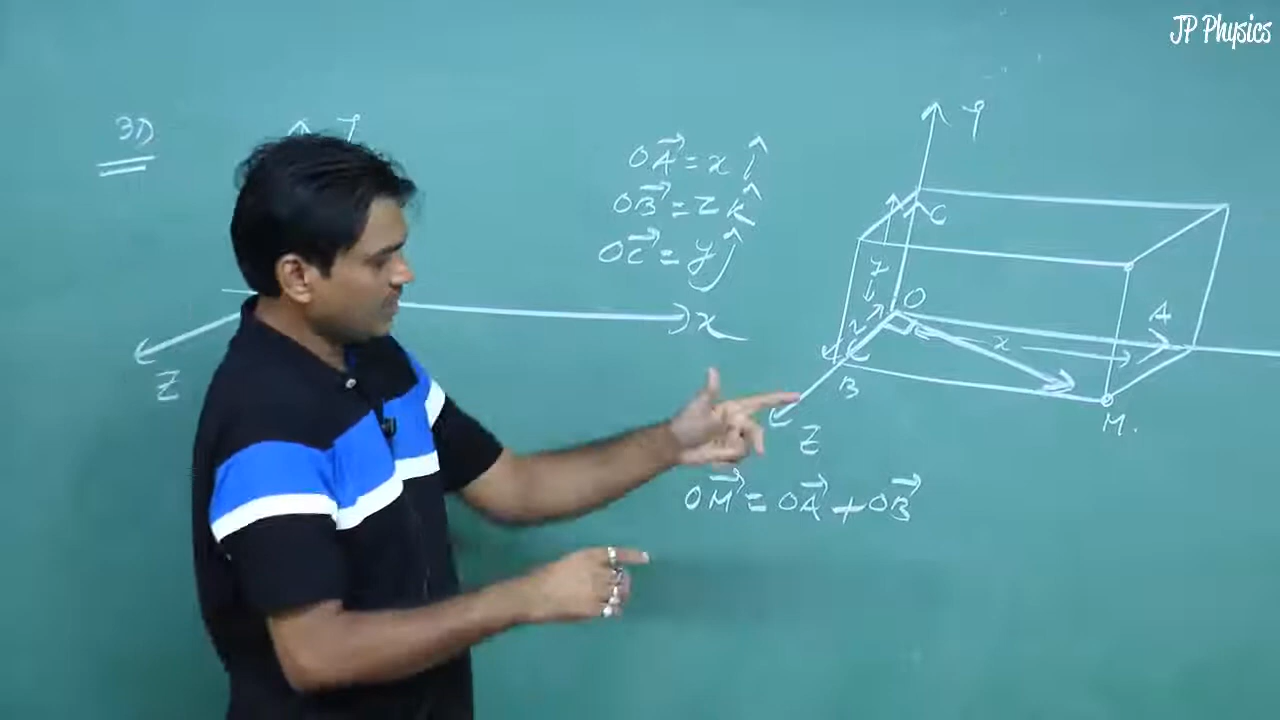 JP Physics
3D
Y
x
Z
OA⃗ = x î
OB⃗ = z k̂
OC⃗ = y ĵ
Y
C
y
O
z
x
A
B
M.
Z
OM⃗ = OA⃗ + OB⃗